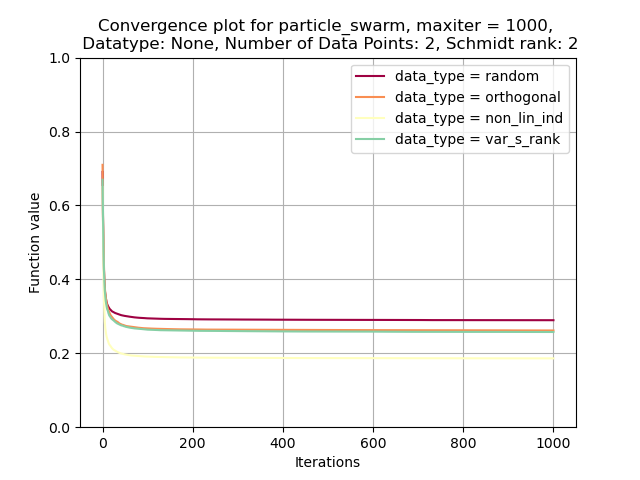 Convergence plot for particle_swarm, maxiter = 1000,
Datatype: None, Number of Data Points: 2, Schmidt rank: 2
1.0
0.8
0.6
0.4
0.2
0.0
Function value
data_type = random
data_type = orthogonal
data_type = non_lin_ind
data_type = var_s_rank
0 200 400 600 800 1000
Iterations